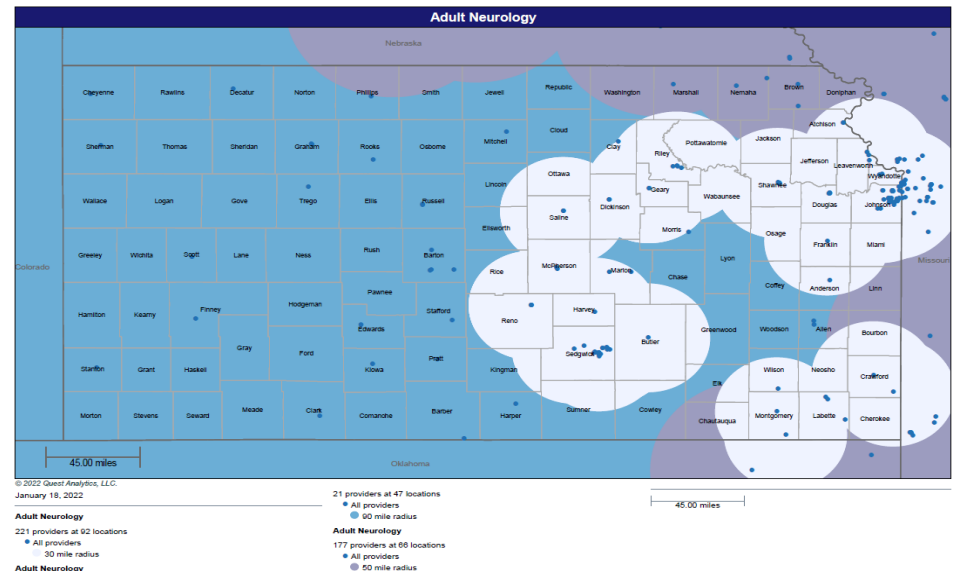 Adult Neurology
Nebraska
Cheyenne Rawlins Decatur Norton Phillips Smith Jewell Republic Washington Marshall Nemaha Brown Doniphan
Atchison
Cloud Clay Riley Pottawatomie Jackson
Sherman Thomas Sheridan Graham Rooks Osborne Mitchell
Jefferson Leavenworth
Ottawa Wyandotte
Lincoln Geary Shawnee
Wallace Logan Gove Trego Ellis Russell Dickinson Wabaunsee Douglas Johnson
Saline
Ellsworth Morris Osage
Franklin Miami
Greeley Wichita Scott Lane Ness Rush Barton Lyon
Colorado Missouri
Rice McPherson Marion Chase
Pawnee Coffey Anderson Linn
Hamilton Kearny Finney Hodgeman Stafford Reno Harvey
Edwards Greenwood Woodson Allen Bourbon
Gray Ford Sedgwick Butler
Stanton Grant Haskell Kiowa Pratt Kingman Wilson Neosho Crawford
Elk
Morton Stevens Seward Meade Clark Comanche Barber Harper Sumner Cowley Chautauqua Montgomery Labette Cherokee
45.00 miles
Oklahoma
© 2022 Quest Analytics, LLC.
January 18, 2022
Adult Neurology
221 providers at 92 locations
All providers
30 mile radius
Adult Neurology
21 providers at 47 locations
All providers
90 mile radius
Adult Neurology
177 providers at 66 locations
All providers
50 mile radius
45.00 miles